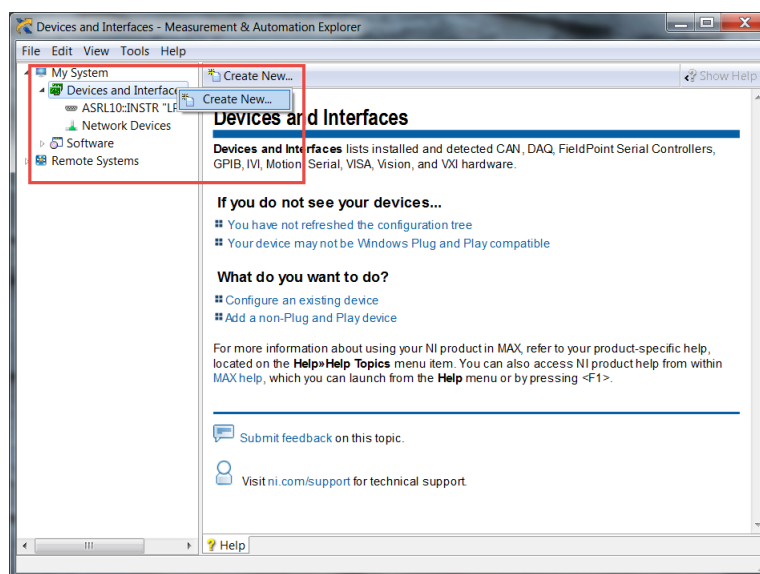 Devices and Interfaces - Measurement & Automation Explorer
File Edit View Tools Help
My System
Devices and Interface
ASRL10::INSTR "LP
Network Devices
Software
Remote Systems
Create New...
Show Help
Create New...
Devices and Interfaces
Devices and Interfaces lists installed and detected CAN, DAQ, FieldPoint Serial Controllers,
GPIB, IVI, Motion, Serial, VISA, Vision, and VXI hardware.
If you do not see your devices...
You have not refreshed the configuration tree
Your device may not be Windows Plug and Play compatible
What do you want to do?
Configure an existing device
Add a non-Plug and Play device
For more information about using your NI product in MAX, refer to your product-specific help,
located on the Help»Help Topics menu item. You can also access NI product help from within
MAX help, which you can launch from the Help menu or by pressing <F1>.
Submit feedback on this topic.
Visit ni.com/support for technical support.
Help